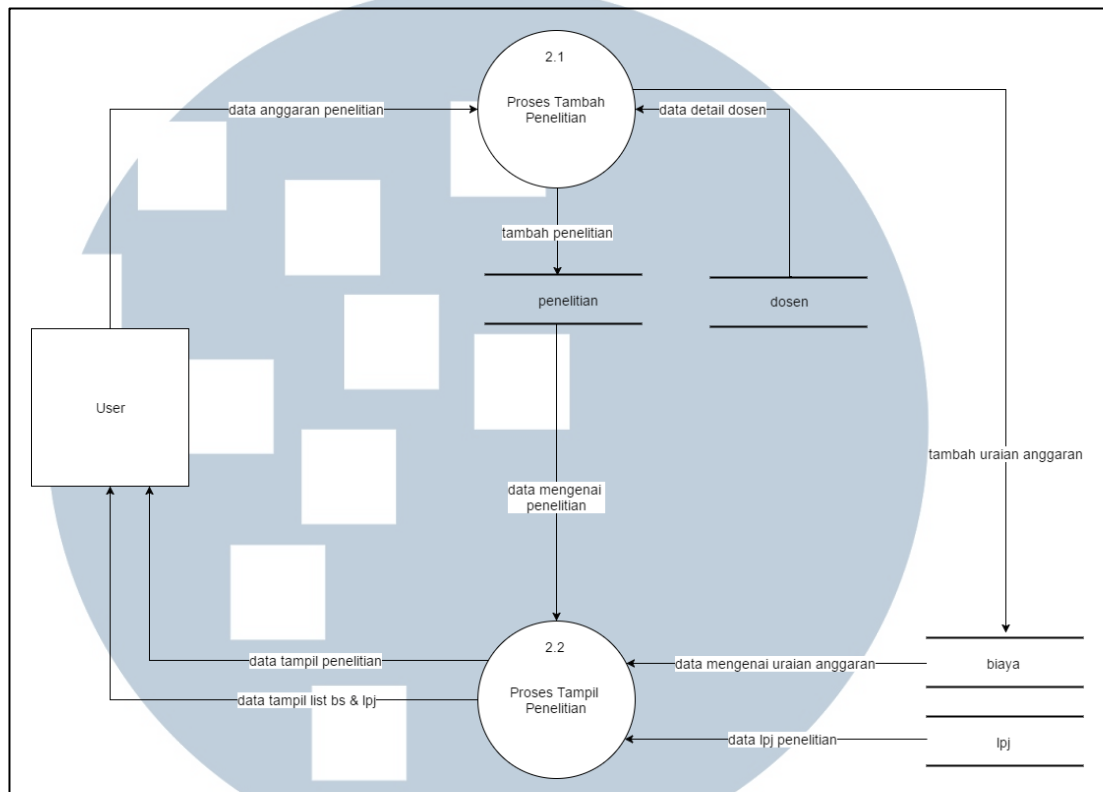 2.1
Proses Tambah
Penelitian
data anggaran penelitian
data detail dosen
tambah penelitian
penelitian
dosen
User
tambah uraian anggaran
data mengenai
penelitian
2.2
Proses Tampil
Penelitian
data tampil penelitian
data mengenai uraian anggaran
biaya
data tampil list bs & lpj
data lpj penelitian
lpj